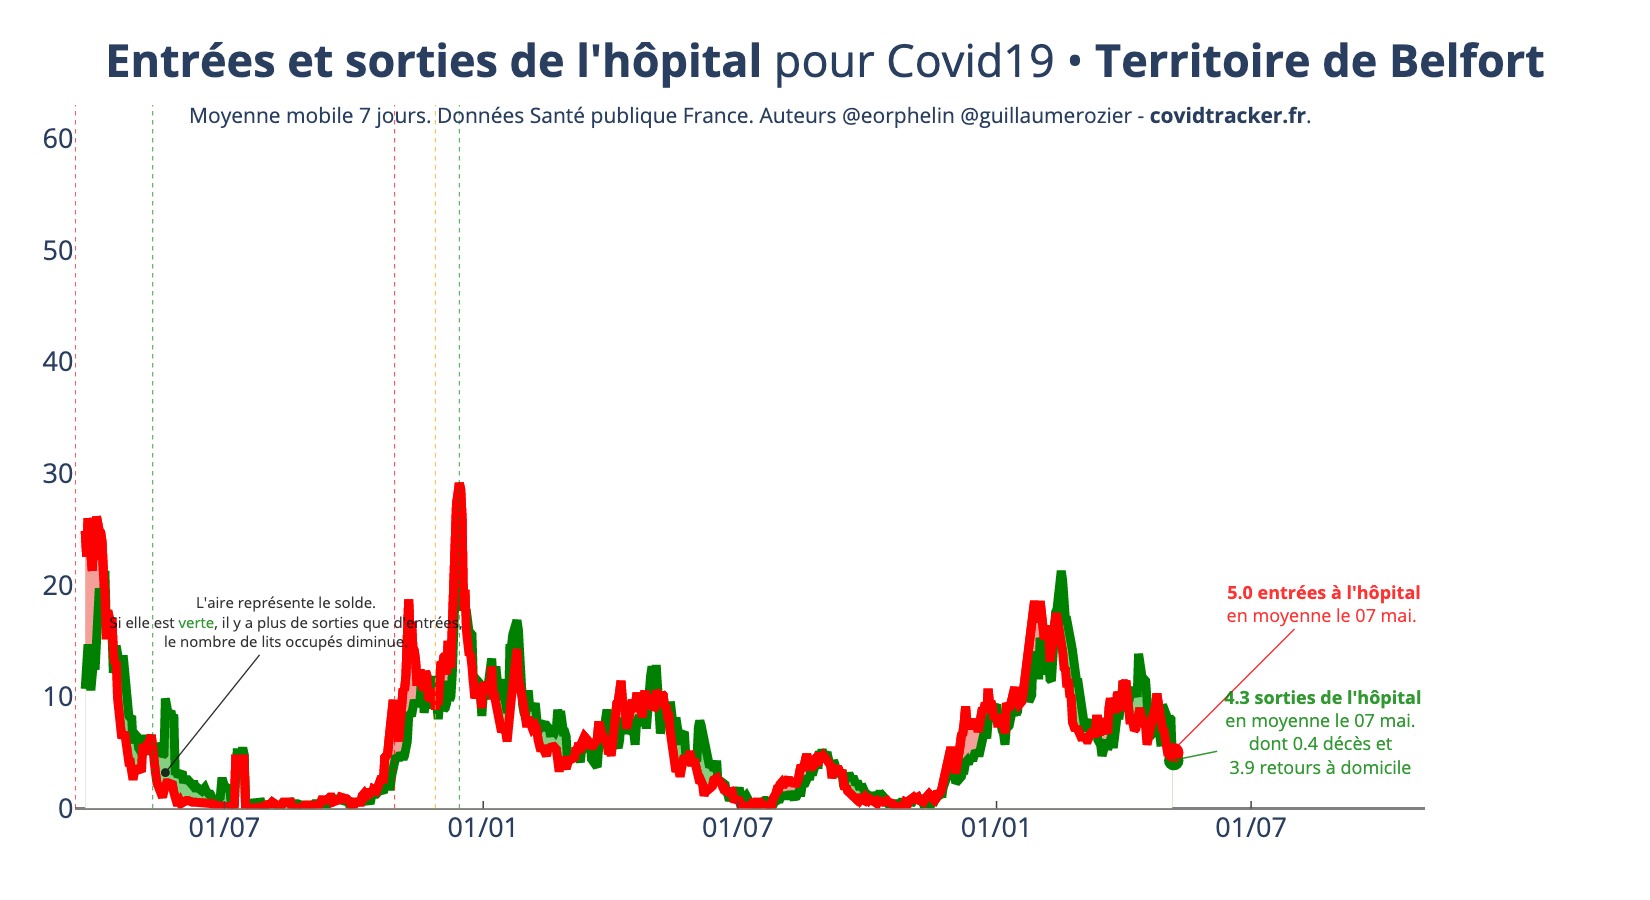 Entrées et sorties de l'hôpital pour Covid19 • Territoire de Belfort
Moyenne mobile 7 jours. Données Santé publique France. Auteurs @eorphelin @guillaumerozier - covidtracker.fr.
60
50
40
30
20
10
0
L'aire représente le solde.
Si elle est verte, il y a plus de sorties que d'entrées,
le nombre de lits occupés diminue.
5.0 entrées à l'hôpital
en moyenne le 07 mai.
4.3 sorties de l'hôpital
en moyenne le 07 mai.
dont 0.4 décès et
3.9 retours à domicile
01/07
01/01
01/07
01/01
01/07